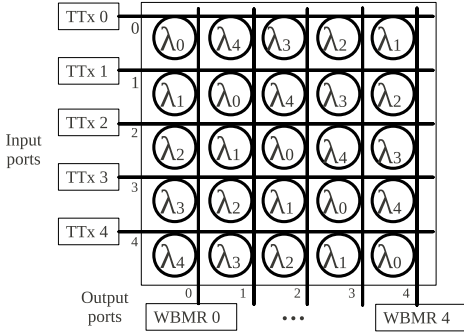 TTx 0
0
λ0 λ4 λ3 λ2 λ1
TTx 1
1
λ1 λ0 λ4 λ3 λ2
TTx 2
2
λ2 λ1 λ0 λ4 λ3
Input
ports
TTx 3
3
λ3 λ2 λ1 λ0 λ4
TTx 4
4
λ4 λ3 λ2 λ1 λ0
Output
ports
0 1 2 3 4
WBMR 0 ... WBMR 4